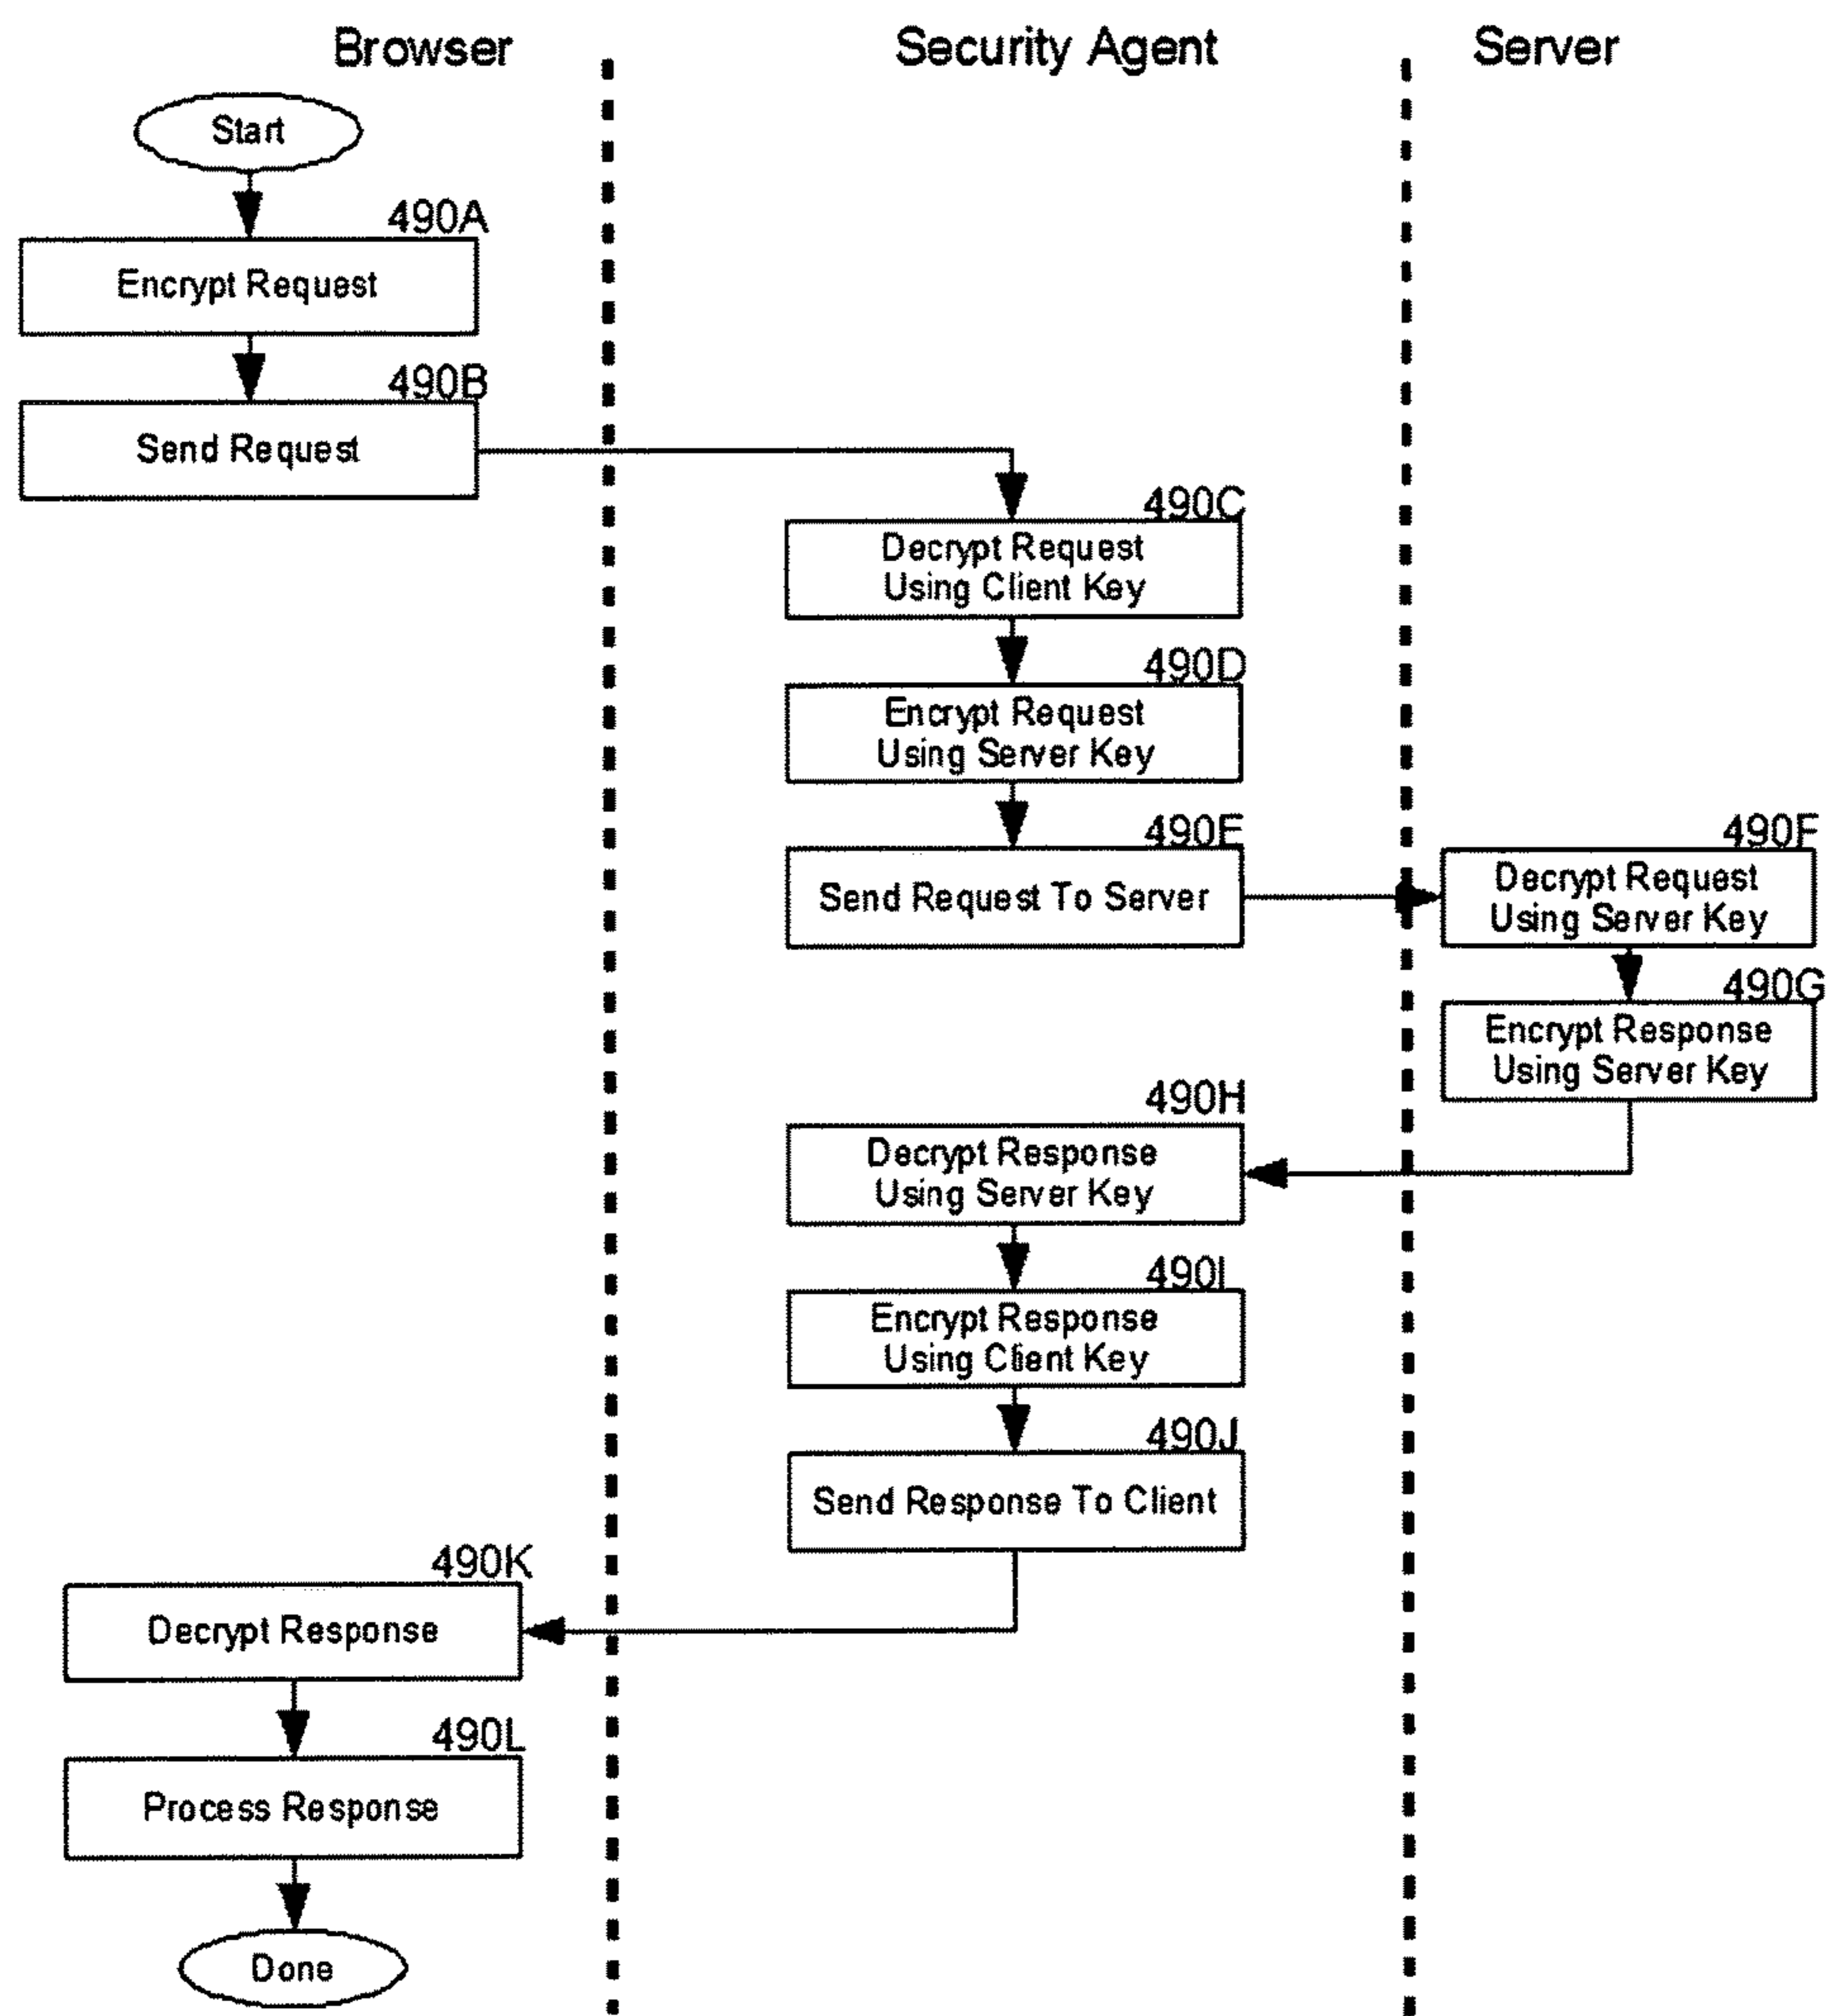 Browser
Security Agent
Server
Start
490A
Encrypt Request
490B
Send Request
490C
Decrypt Request
Using Client Key
490D
Encrypt Request
Using Server Key
490E
Send Request To Server
490F
Decrypt Request
Using Server Key
490G
Encrypt Response
Using Server Key
490H
Decrypt Response
Using Server Key
490I
Encrypt Response
Using Client Key
490J
Send Response To Client
490K
Decrypt Response
490L
Process Response
Done